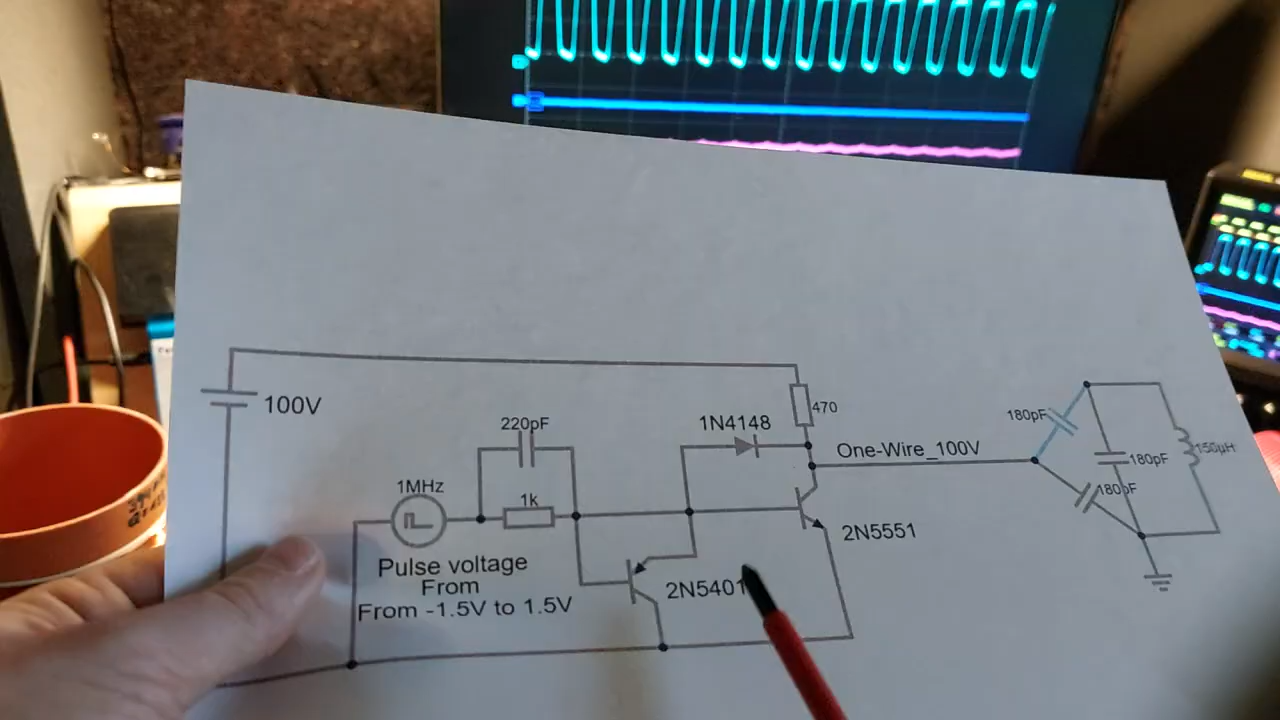 100V
220pF
1N4148
470
1MHz
1k
One-Wire_100V
180pF
180pF
180pF
150µH
Pulse voltage
From
From -1.5V to 1.5V
2N5401
2N5551